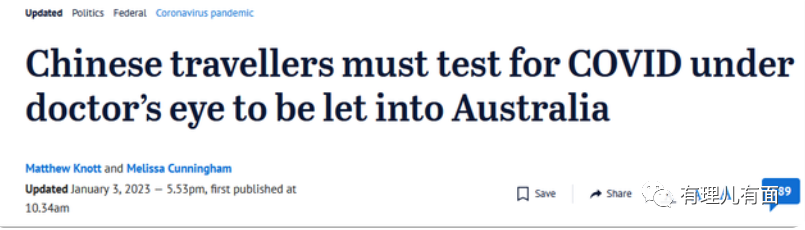 Updated Politics Federal Coronavirus pandemic
Chinese travellers must test for COVID under
doctor’s eye to be let into Australia
Matthew Knott and Melissa Cunningham
Updated January 3, 2023 — 5.53pm, first published at
10.34am
Save Share 有理儿有面 89